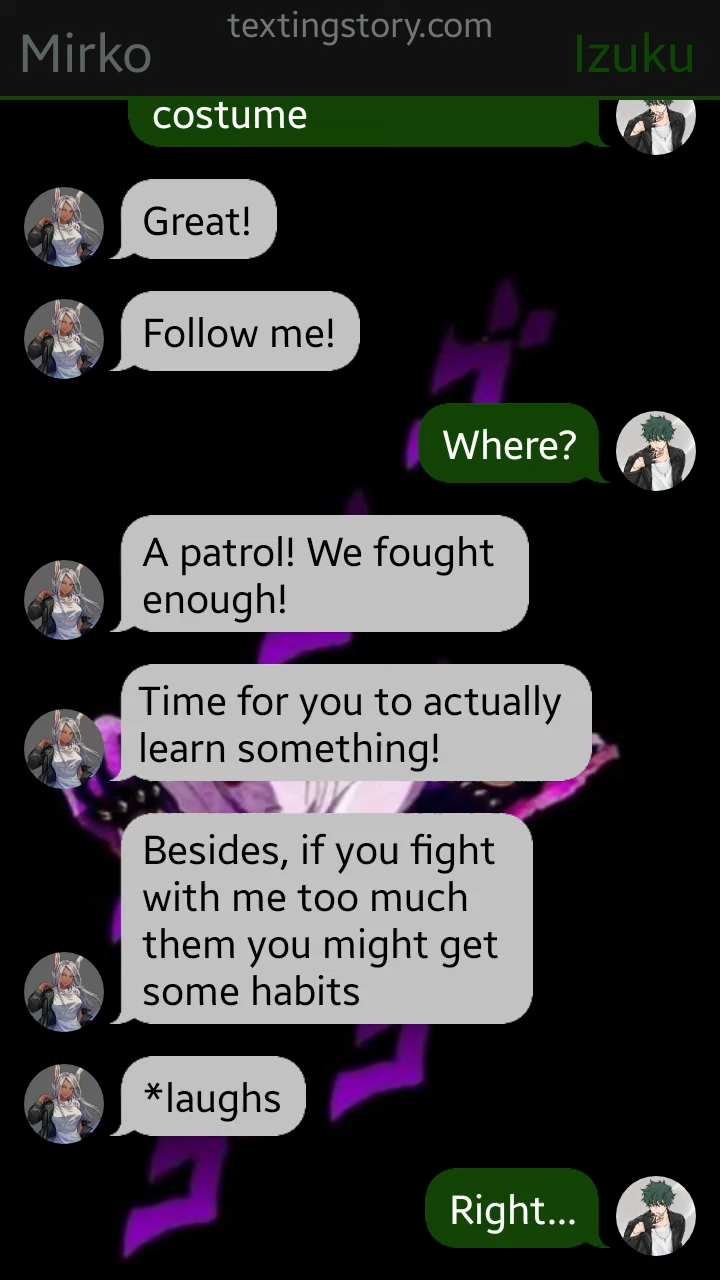 textingstory.com
Mirko
Izuku
costume
Great!
Follow me!
Where?
A patrol! We fought
enough!
Time for you to actually
learn something!
Besides, if you fight
with me too much
them you might get
some habits
*laughs
Right...